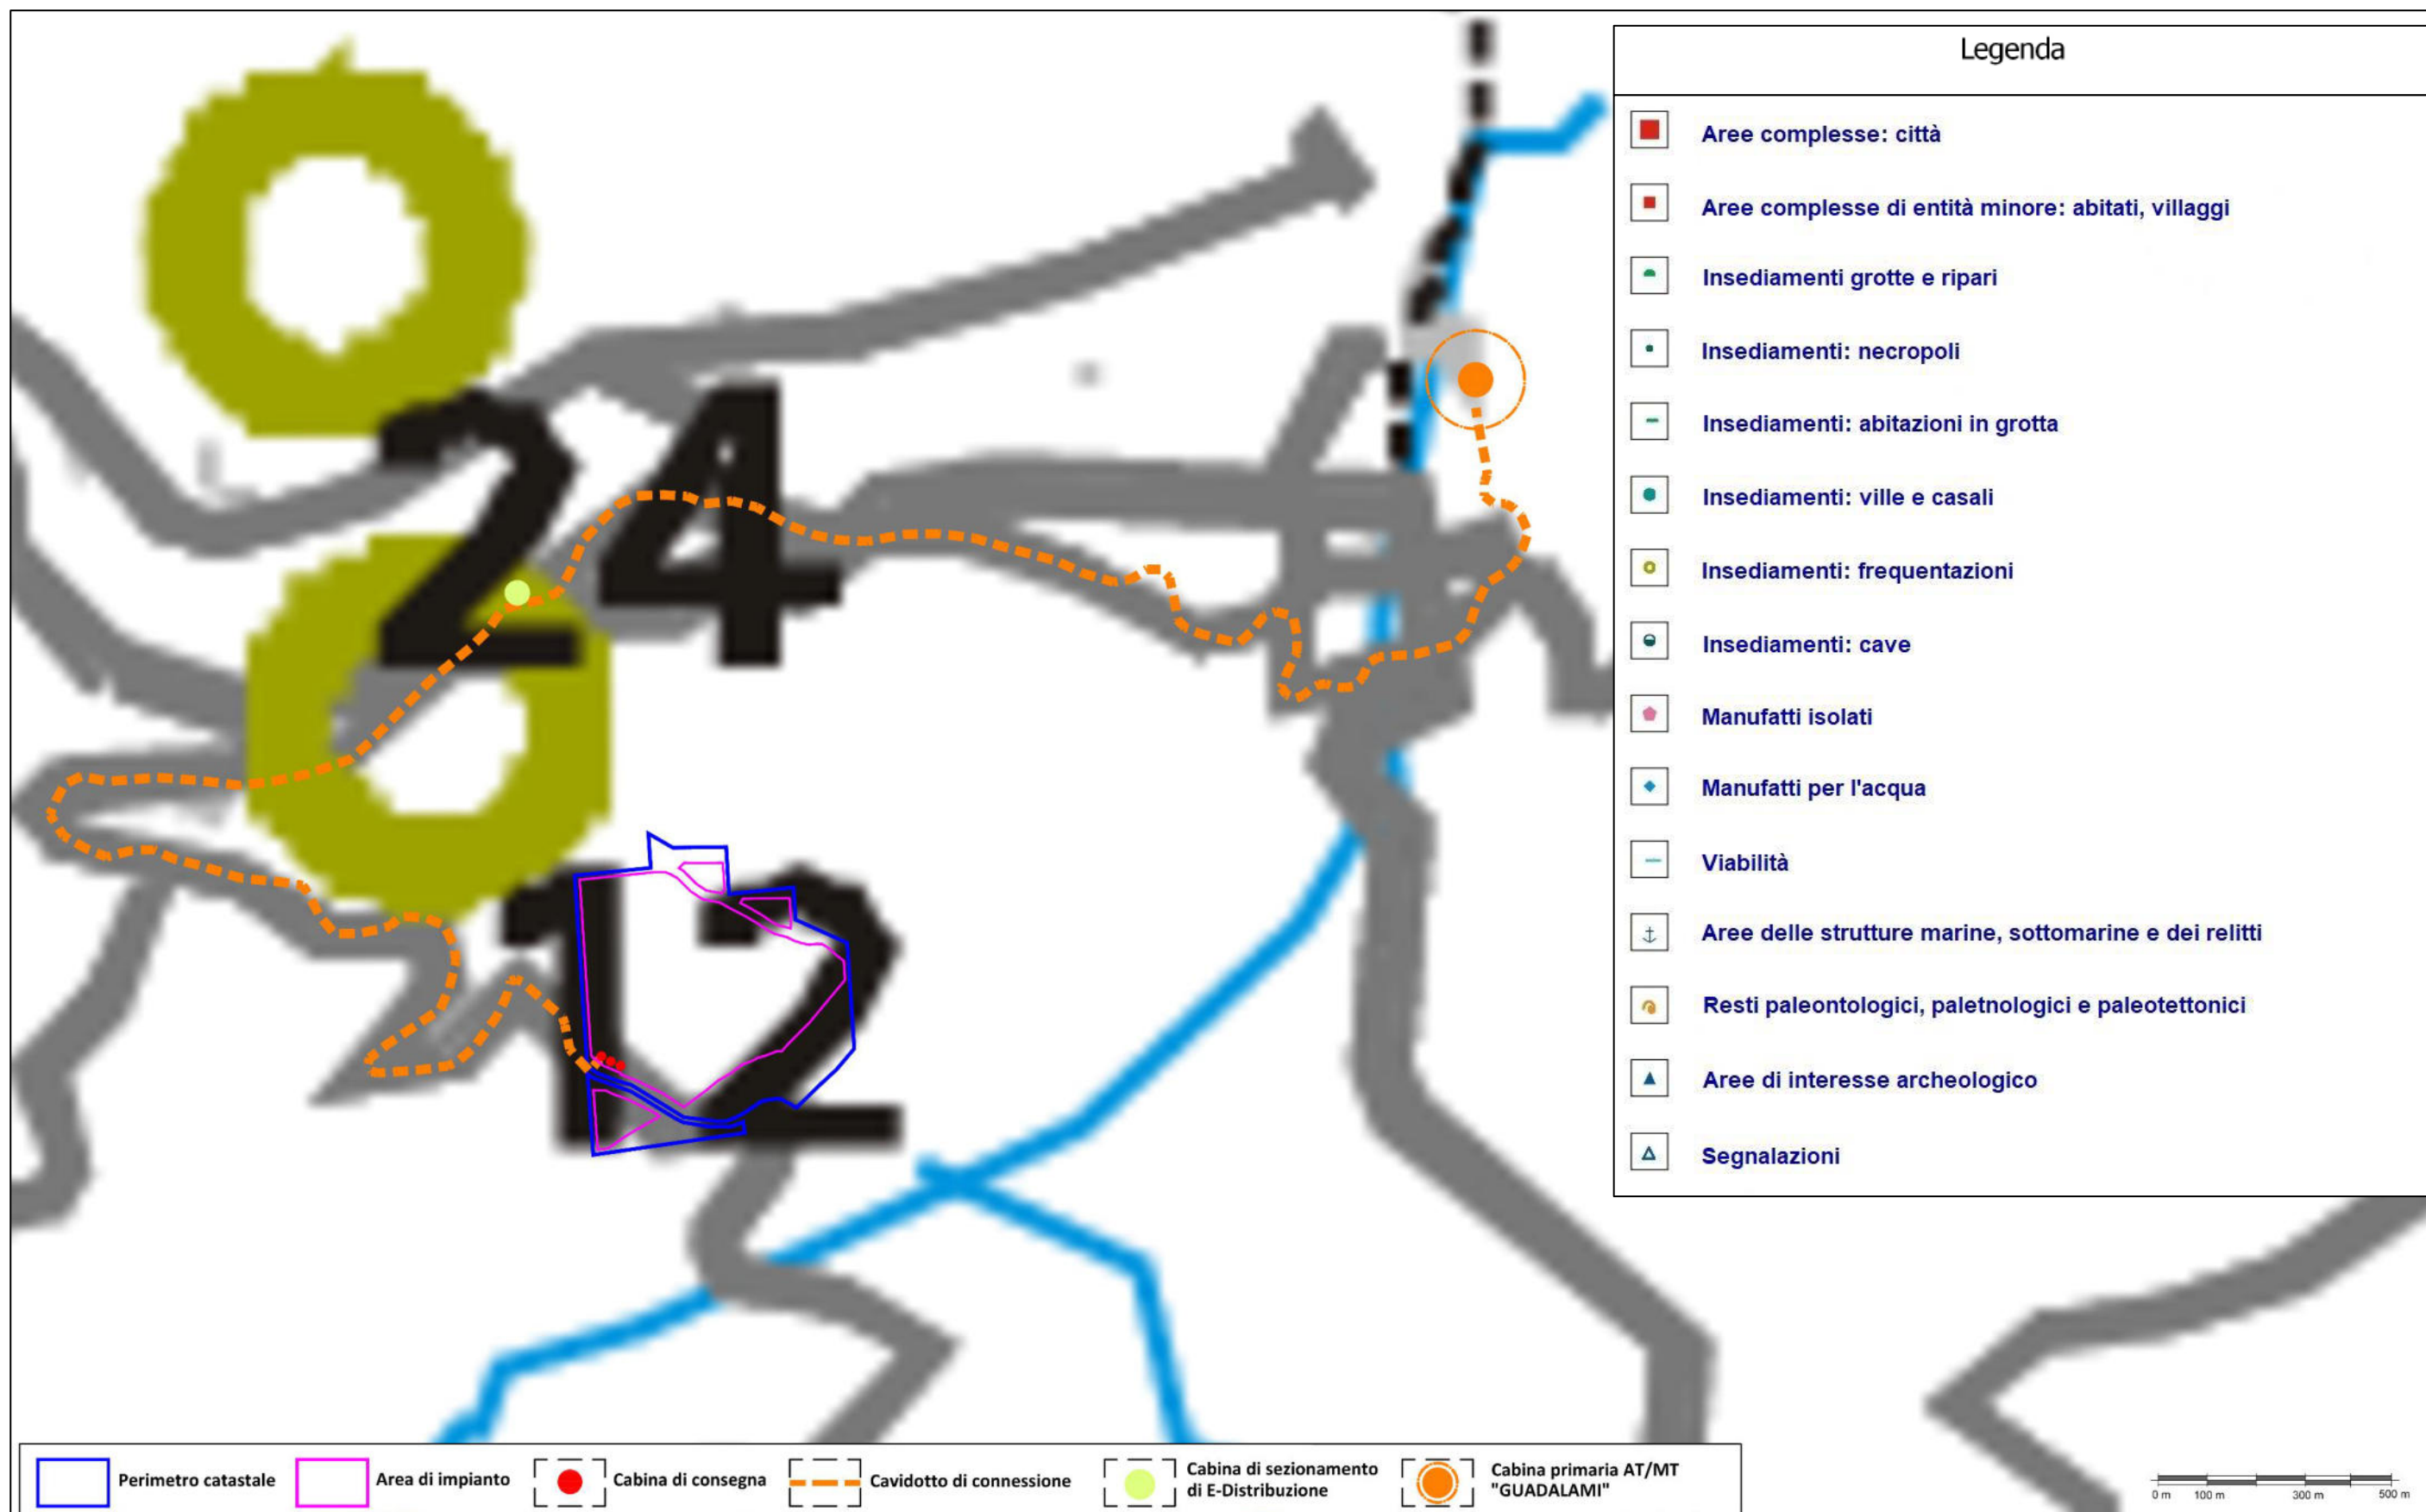 Legenda
Aree complesse: città
Aree complesse di entità minore: abitati, villaggi
Insediamenti grotte e ripari
Insediamenti: necropoli
Insediamenti: abitazioni in grotta
Insediamenti: ville e casali
Insediamenti: frequentazioni
Insediamenti: cave
Manufatti isolati
Manufatti per l'acqua
Viabilità
Aree delle strutture marine, sottomarine e dei relitti
Resti paleontologici, paletnologici e paleotettonici
Aree di interesse archeologico
Segnalazioni
24
12
Perimetro catastale
Area di impianto
Cabina di consegna
Cavidotto di connessione
Cabina di sezionamento
di E-Distribuzione
Cabina primaria AT/MT
"GUADALAMI"
0 m 100 m 300 m 500 m